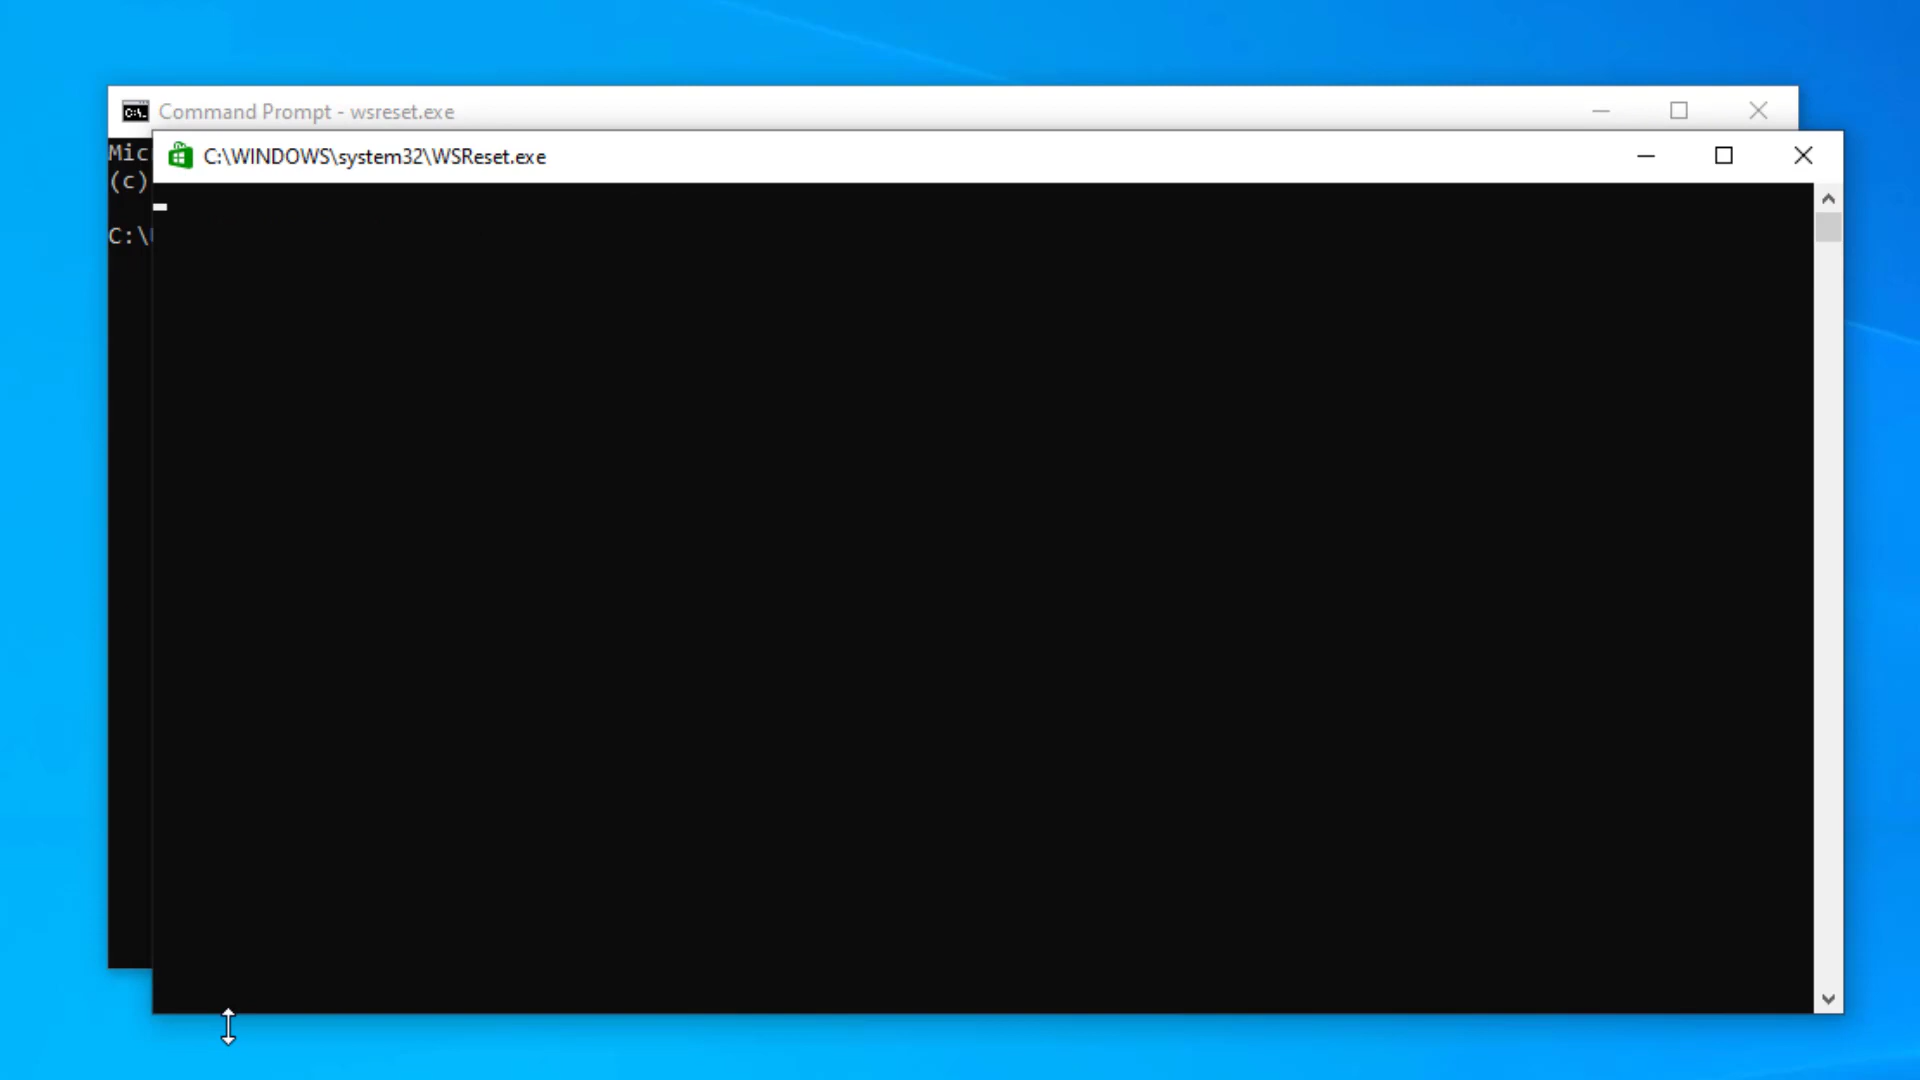 Command Prompt - wsreset.exe
C:\WINDOWS\system32\WSReset.exe
Mic
(c)
C:\